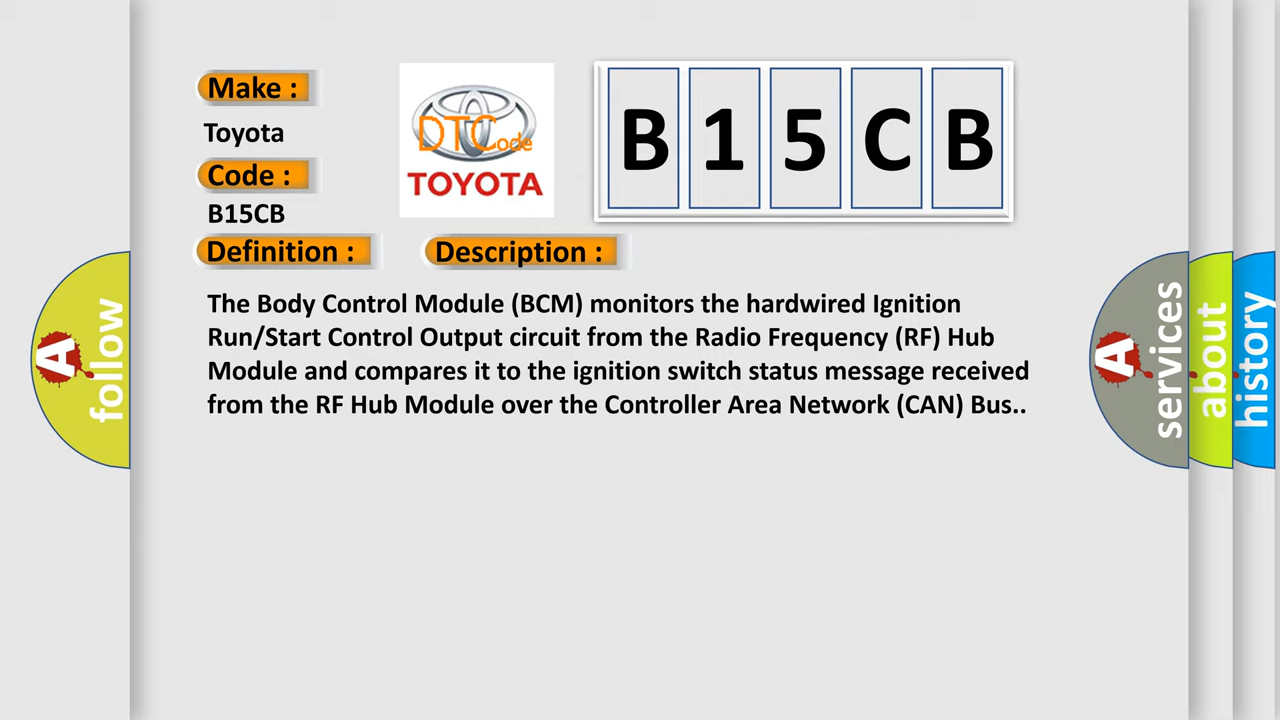 Make :
Toyota
Code :
B15CB
Definition :
Description :
DTCode
TOYOTA
B15CB
The Body Control Module (BCM) monitors the hardwired Ignition
Run/Start Control Output circuit from the Radio Frequency (RF) Hub
Module and compares it to the ignition switch status message received
from the RF Hub Module over the Controller Area Network (CAN) Bus..
A
follow
A
services
about
history